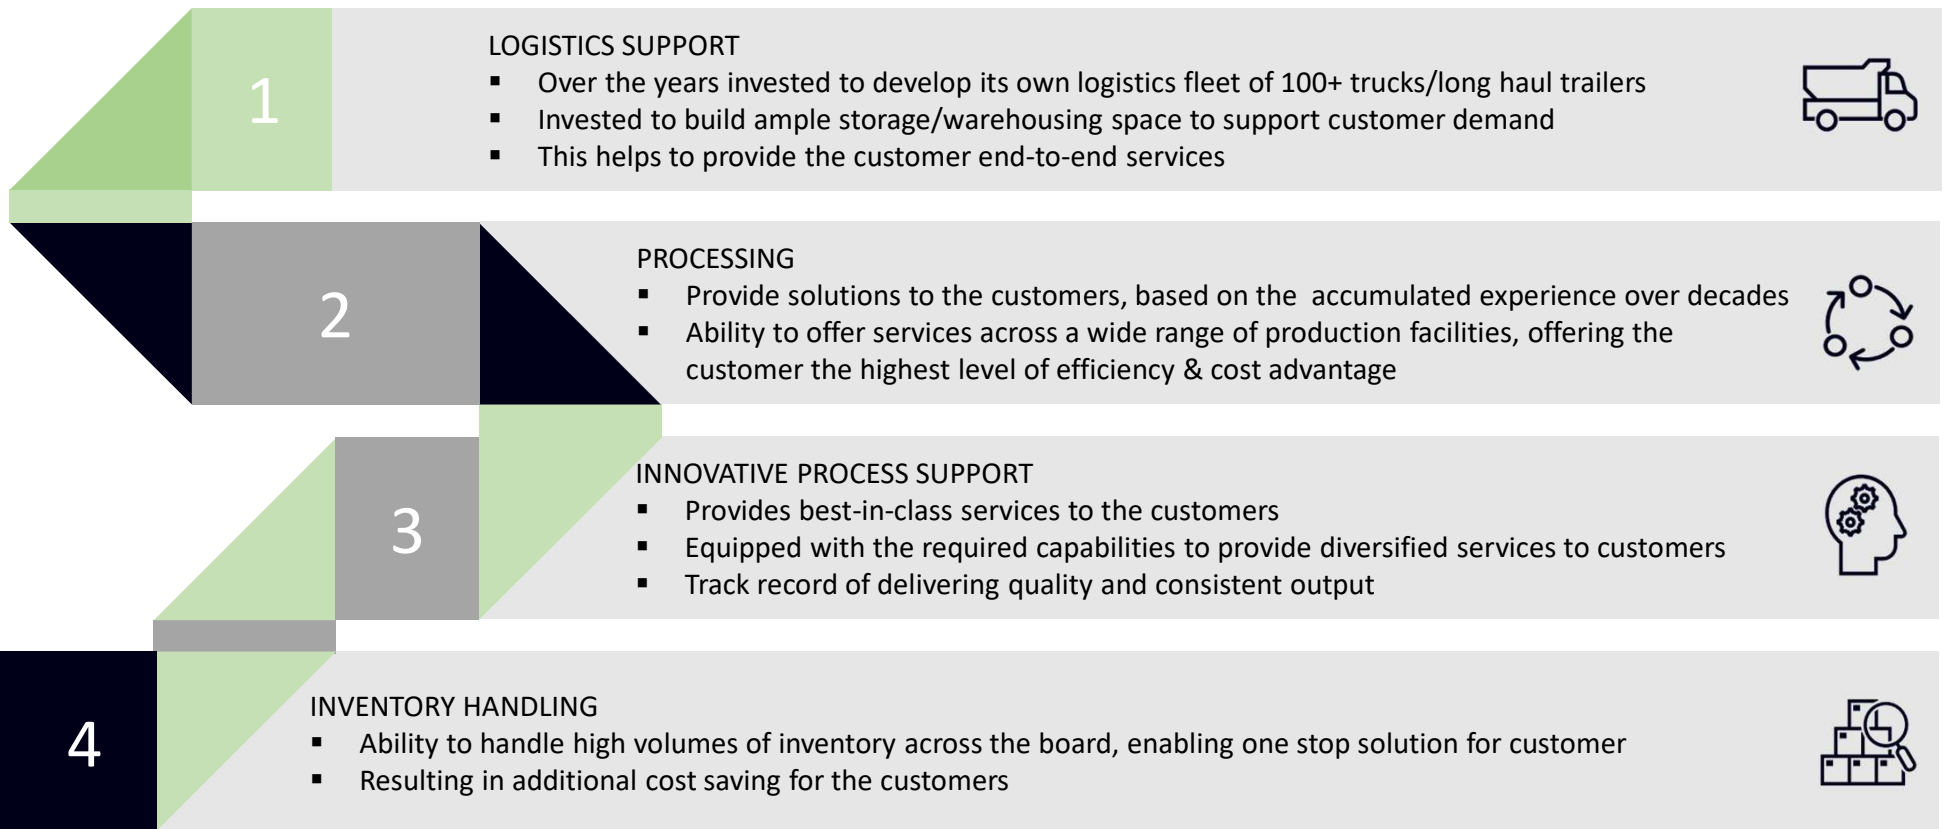 1
LOGISTICS SUPPORT
▪ Over the years invested to develop its own logistics fleet of 100+ trucks/long haul trailers
▪ Invested to build ample storage/warehousing space to support customer demand
▪ This helps to provide the customer end-to-end services
2
PROCESSING
▪ Provide solutions to the customers, based on the  accumulated experience over decades
▪ Ability to offer services across a wide range of production facilities, offering the
customer the highest level of efficiency & cost advantage
3
INNOVATIVE PROCESS SUPPORT
▪ Provides best-in-class services to the customers
▪ Equipped with the required capabilities to provide diversified services to customers
▪ Track record of delivering quality and consistent output
4
INVENTORY HANDLING
▪ Ability to handle high volumes of inventory across the board, enabling one stop solution for customer
▪ Resulting in additional cost saving for the customers